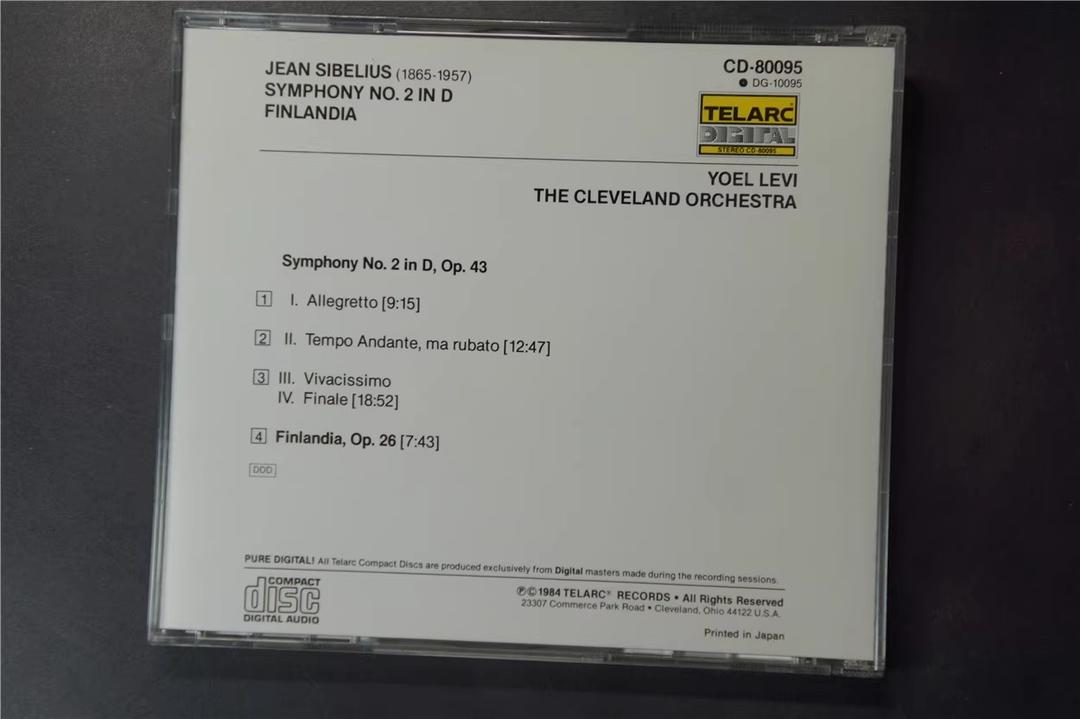 JEAN SIBELIUS (1865-1957)
SYMPHONY NO. 2 IN D
FINLANDIA
CD-80095
● DG-10095
TELARC®
DIGITAL
STEREO CD-80095
YOEL LEVI
THE CLEVELAND ORCHESTRA
Symphony No. 2 in D, Op. 43
1 I. Allegretto [9:15]
2 II. Tempo Andante, ma rubato [12:47]
3 III. Vivacissimo
IV. Finale [18:52]
4 Finlandia, Op. 26 [7:43]
DDD
PURE DIGITAL! All Telarc Compact Discs are produced exclusively from Digital masters made during the recording sessions.
COMPACT
disc
DIGITAL AUDIO
℗©1984 TELARC® RECORDS • All Rights Reserved
23307 Commerce Park Road • Cleveland, Ohio 44122 U.S.A.
Printed in Japan